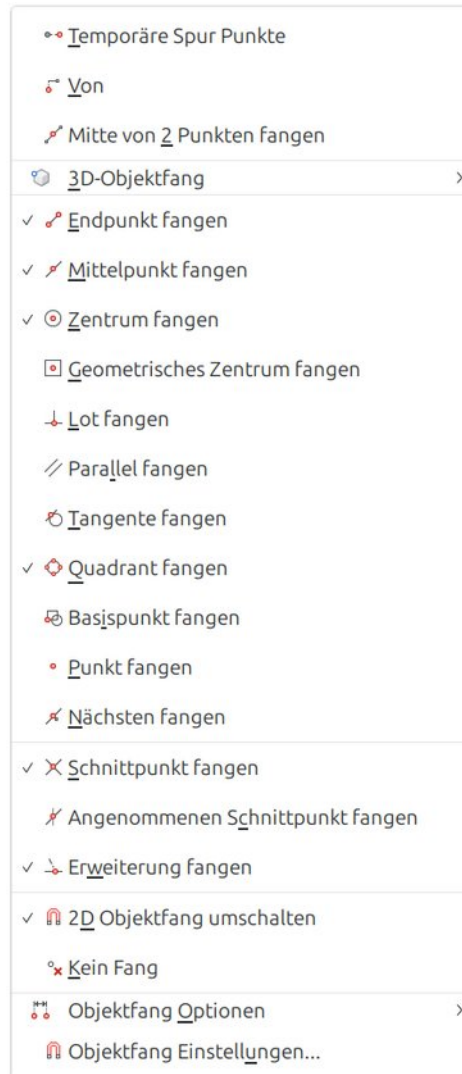 Temporäre Spur Punkte
Von
Mitte von 2 Punkten fangen
3D-Objektfang
Endpunkt fangen
Mittelpunkt fangen
Zentrum fangen
Geometrisches Zentrum fangen
Lot fangen
Parallel fangen
Tangente fangen
Quadrant fangen
Basispunkt fangen
Punkt fangen
Nächsten fangen
Schnittpunkt fangen
Angenommenen Schnittpunkt fangen
Erweiterung fangen
2D Objektfang umschalten
Kein Fang
Objektfang Optionen
Objektfang Einstellungen...